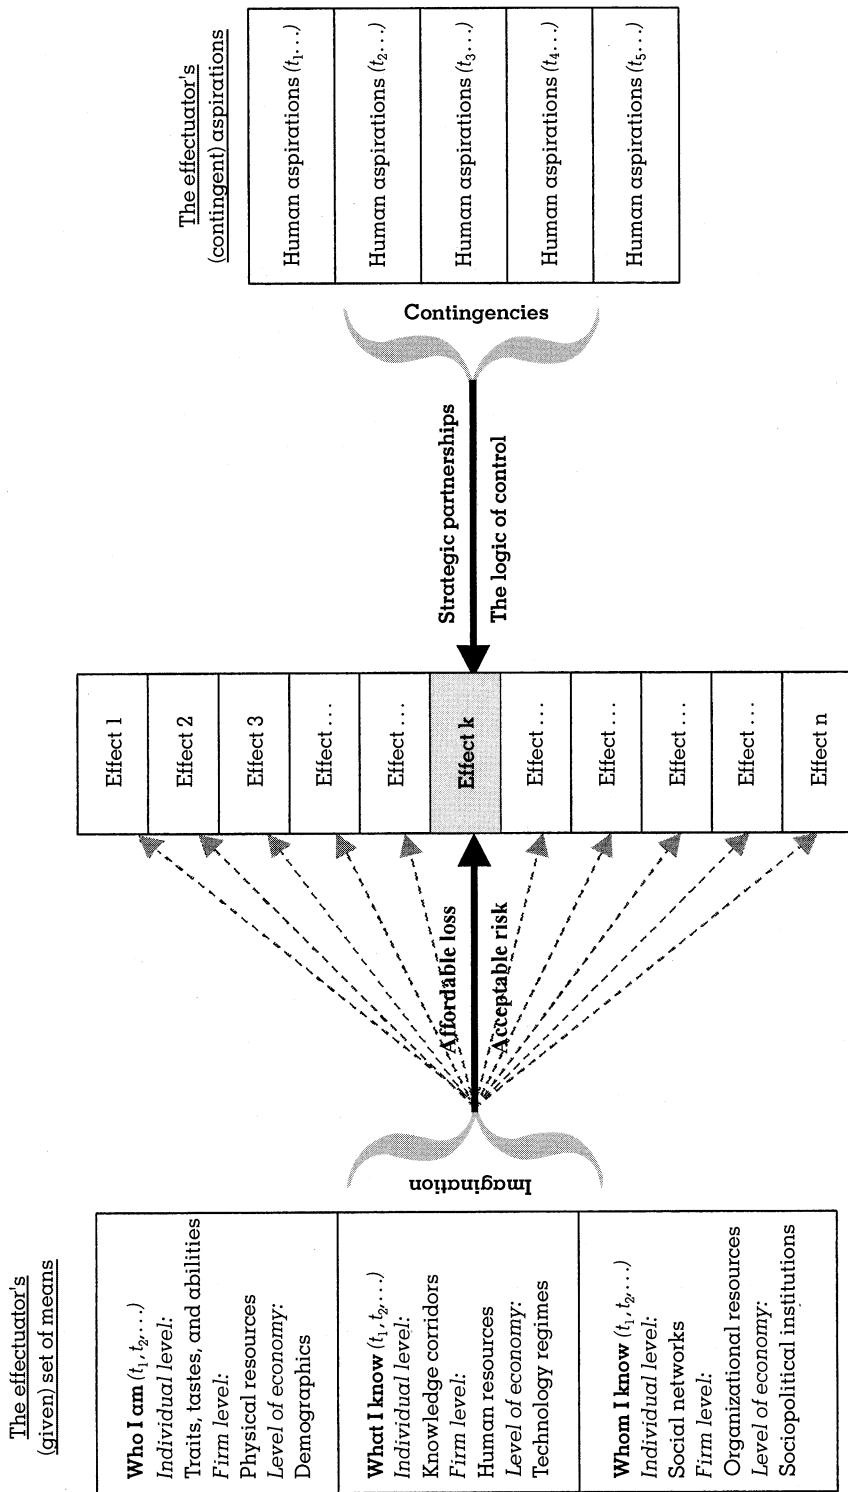 The effectuator's
(given) set of means
Who I am (t₁, t₂, ...)
Individual level:
Traits, tastes, and abilities
Firm level:
Physical resources
Level of economy:
Demographics
What I know (t₁, t₂, ...)
Individual level:
Knowledge corridors
Firm level:
Human resources
Level of economy:
Technology regimes
Whom I know (t₁, t₂, ...)
Individual level:
Social networks
Firm level:
Organizational resources
Level of economy:
Sociopolitical institutions
Imagination
Affordable loss
Acceptable risk
Effect 1
Effect 2
Effect 3
Effect ...
Effect ...
Effect k
Effect ...
Effect ...
Effect ...
Effect ...
Effect n
Strategic partnerships
The logic of control
Contingencies
The effectuator's
(contingent) aspirations
Human aspirations (t₁...)
Human aspirations (t₂...)
Human aspirations (t₃...)
Human aspirations (t₄...)
Human aspirations (t₅...)